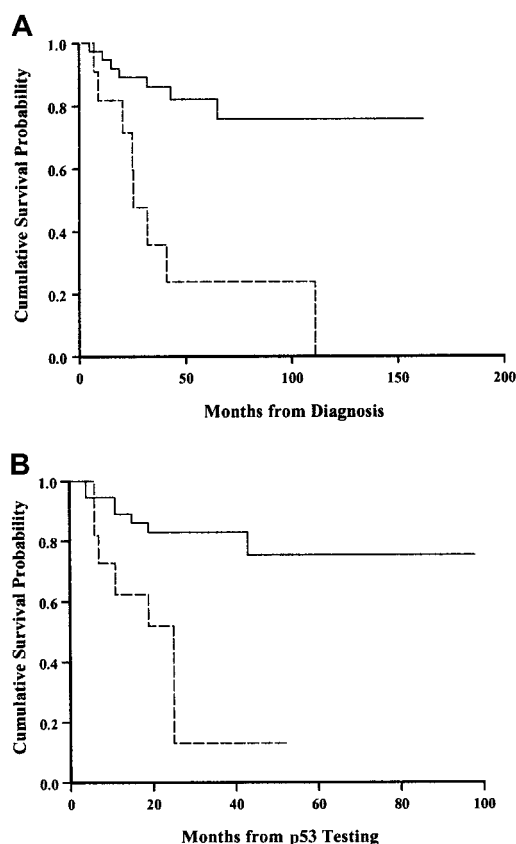 A
1.0
0.8
0.6
0.4
0.2
0.0
Cumulative Survival Probability
0 50 100 150 200
Months from Diagnosis
B
1.0
0.8
0.6
0.4
0.2
0.0
Cumulative Survival Probability
0 20 40 60 80 100
Months from p53 Testing